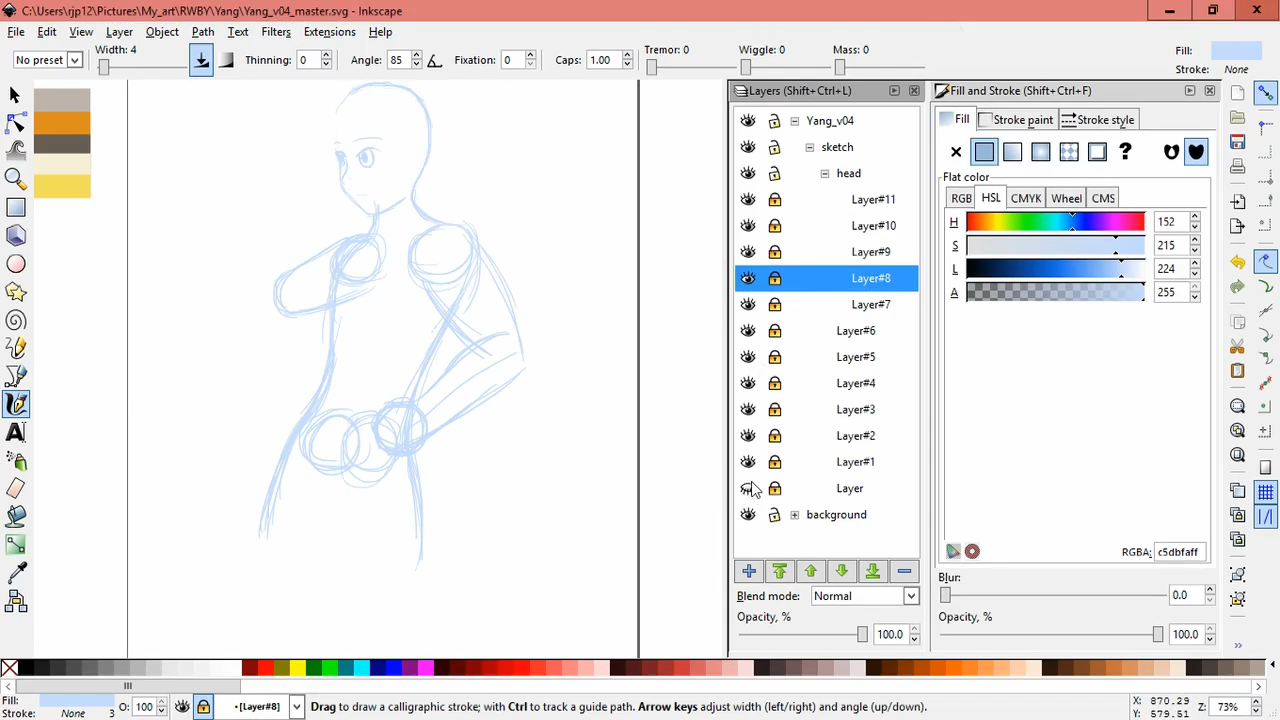 C:\Users\rjp12\Pictures\My_art\RWBY\Yang\Yang_v04_master.svg - Inkscape
File Edit View Layer Object Path Text Filters Extensions Help
No preset Width: 4 Thinning: 0 Angle: 85 Fixation: 0 Caps: 1.00 Tremor: 0 Wiggle: 0 Mass: 0 Fill: Stroke: None
Layers (Shift+Ctrl+L)
Yang_v04
sketch
head
Layer#11
Layer#10
Layer#9
Layer#8
Layer#7
Layer#6
Layer#5
Layer#4
Layer#3
Layer#2
Layer#1
Layer
background
Blend mode: Normal
Opacity, %
100.0
Fill and Stroke (Shift+Ctrl+F)
Fill Stroke paint Stroke style
?
Flat color
RGB HSL CMYK Wheel CMS
H 152
S 215
L 224
A 255
RGBA: c5dbfaff
Blur:
0.0
Opacity, %
100.0
Fill: O: 100 [Layer#8] Drag to draw a calligraphic stroke; with Ctrl to track a guide path. Arrow keys adjust width (left/right) and angle (up/down). X: 870.29 Z: 73%
Stroke: None 3 Y: 579.51